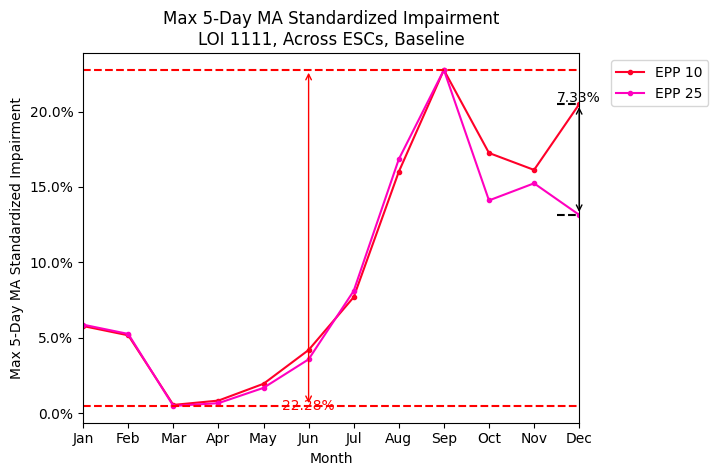 Max 5-Day MA Standardized Impairment
LOI 1111, Across ESCs, Baseline
Max 5-Day MA Standardized Impairment
20.0%
15.0%
10.0%
5.0%
0.0%
7.33%
22.28%
Jan Feb Mar Apr May Jun Jul Aug Sep Oct Nov Dec
Month
EPP 10
EPP 25